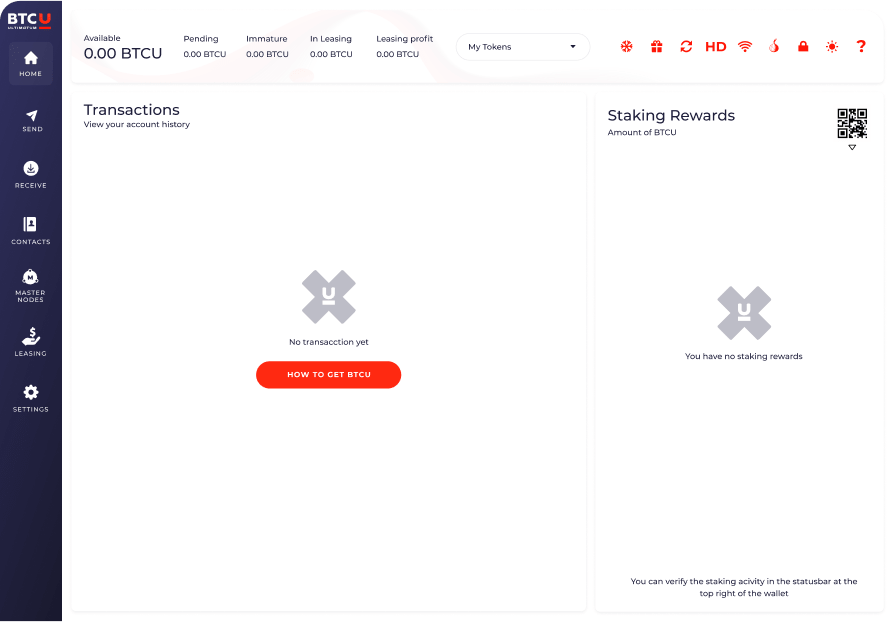 BTCU
ULTIMATUM
HOME
SEND
RECEIVE
CONTACTS
MASTER
NODES
LEASING
SETTINGS
Available
0.00 BTCU
Pending
0.00 BTCU
Immature
0.00 BTCU
In Leasing
0.00 BTCU
Leasing profit
0.00 BTCU
My Tokens
HD
?
Transactions
View your account history
U
No transacction yet
HOW TO GET BTCU
Staking Rewards
Amount of BTCU
U
You have no staking rewards
You can verify the staking acivity in the statusbar at the
top right of the wallet